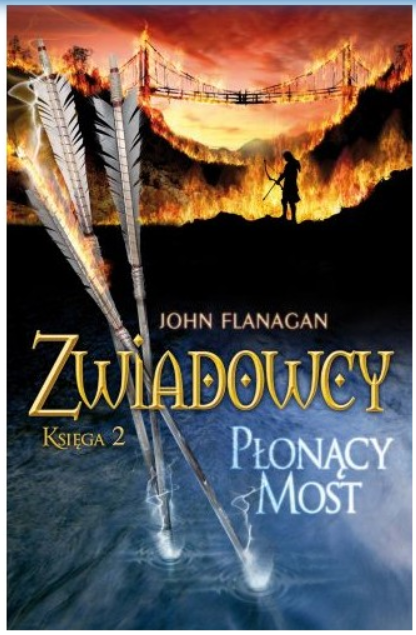 JOHN FLANAGAN
ZWIADOWCY
KSIĘGA 2
PŁONĄCY
MOST